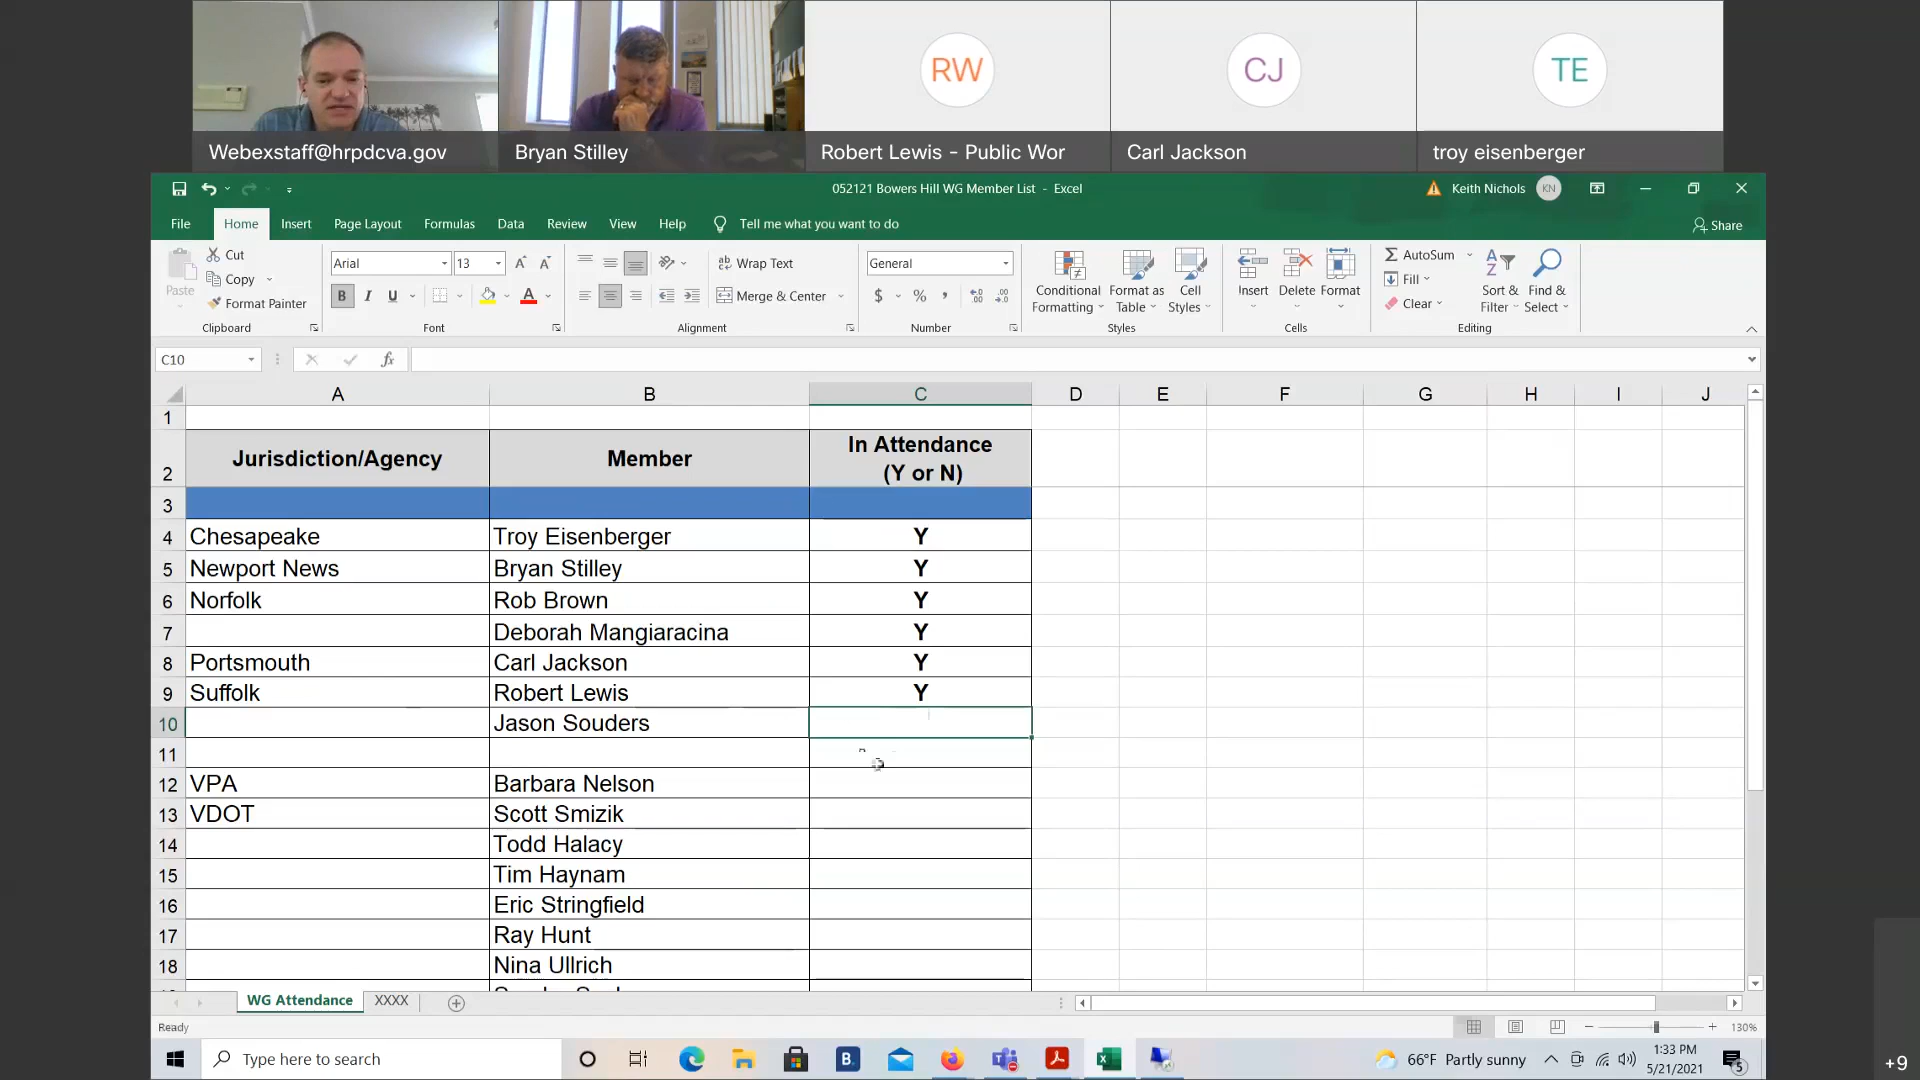 RW
CJ
TE
Webexstaff@hrpdcva.gov
Bryan Stilley
Robert Lewis - Public Wor
Carl Jackson
troy eisenberger
052121 Bowers Hill WG Member List - Excel
Keith Nichols
KN
File Home Insert Page Layout Formulas Data Review View Help Tell me what you want to do
Share
Paste
Cut
Copy
Format Painter
Clipboard
Arial 13
B I U
Font
Wrap Text
Merge & Center
Alignment
General
$ % ,
Number
Conditional Formatting
Format as Table
Cell Styles
Styles
Insert Delete Format
Cells
AutoSum
Fill
Clear
Sort & Filter
Find & Select
Editing
C10
fx
A B C D E F G H I J
1
2 Jurisdiction/Agency Member In Attendance (Y or N)
3
4 Chesapeake Troy Eisenberger Y
5 Newport News Bryan Stilley Y
6 Norfolk Rob Brown Y
7 Deborah Mangiaracina Y
8 Portsmouth Carl Jackson Y
9 Suffolk Robert Lewis Y
10 Jason Souders
11
12 VPA Barbara Nelson
13 VDOT Scott Smizik
14 Todd Halacy
15 Tim Haynam
16 Eric Stringfield
17 Ray Hunt
18 Nina Ullrich
WG Attendance XXXX
Ready
130%
Type here to search
B.
66°F Partly sunny
1:33 PM
5/21/2021
5
+9